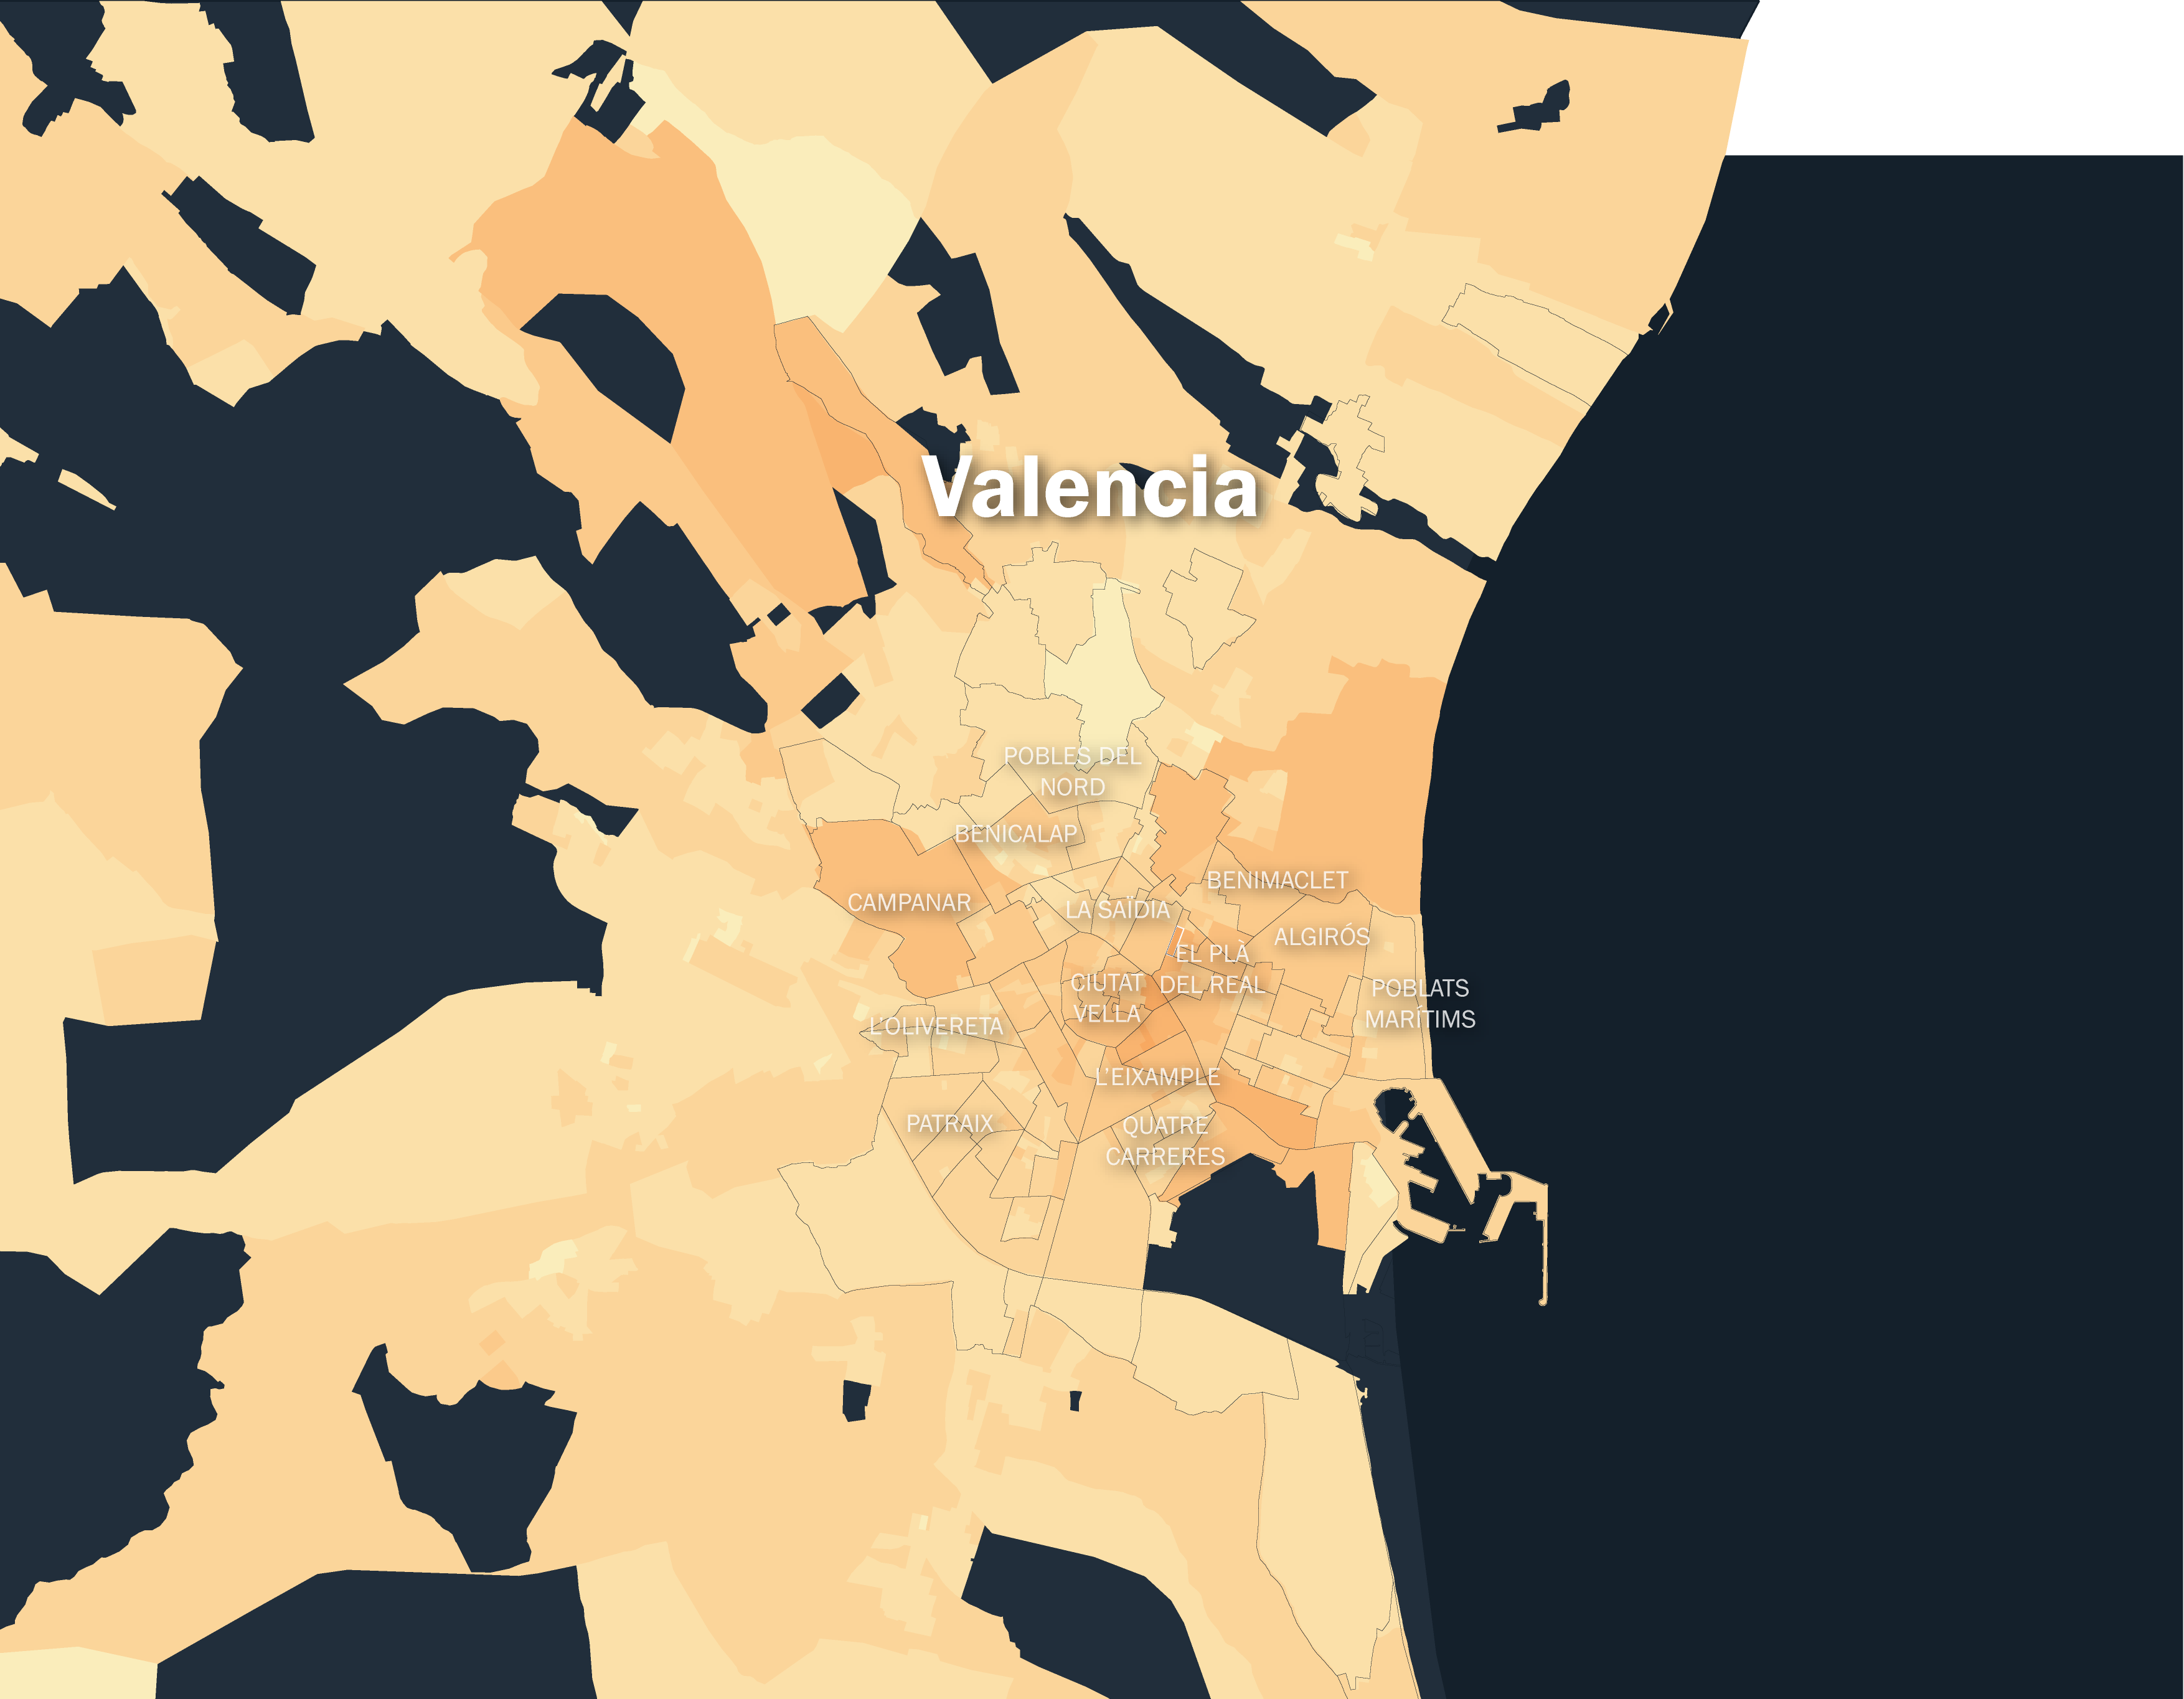 Valencia
POBLES DEL
NORD
BENICALAP
BENIMACLET
CAMPANAR
LA SAÏDIA
ALGIRÓS
EL PLÀ
DEL REAL
CIUTAT
VELLA
POBLATS
MARÍTIMS
L'OLIVERETA
L'EIXAMPLE
PATRAIX
QUATRE
CARRERES